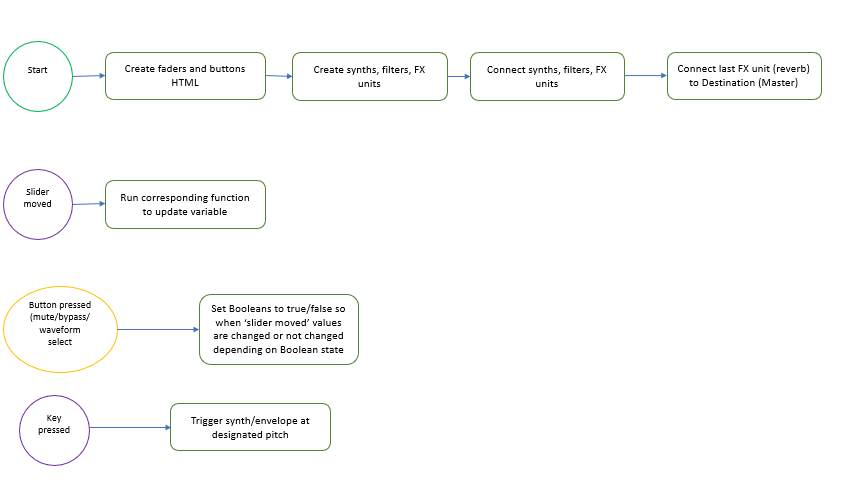 Start
Create faders and buttons
HTML
Create synths, filters, FX
units
Connect synths, filters, FX
units
Connect last FX unit (reverb)
to Destination (Master)
Slider
moved
Run corresponding function
to update variable
Button pressed
(mute/bypass/
waveform
select
Set Booleans to true/false so
when ‘slider moved’ values
are changed or not changed
depending on Boolean state
Key
pressed
Trigger synth/envelope at
designated pitch